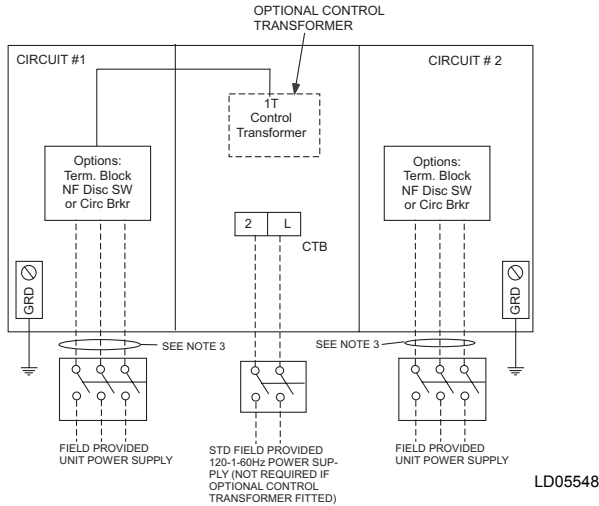 OPTIONAL CONTROL
TRANSFORMER
CIRCUIT #1
CIRCUIT # 2
1T
Control
Transformer
Options:
Term. Block
NF Disc SW
or Circ Brkr
Options:
Term. Block
NF Disc SW
or Circ Brkr
2 L
CTB
GRD
GRD
SEE NOTE 3
SEE NOTE 3
FIELD PROVIDED
UNIT POWER SUPPLY
STD FIELD PROVIDED
120-1-60Hz POWER SUP-
PLY (NOT REQUIRED IF
OPTIONAL CONTROL
TRANSFORMER FITTED)
FIELD PROVIDED
UNIT POWER SUPPLY
LD05548